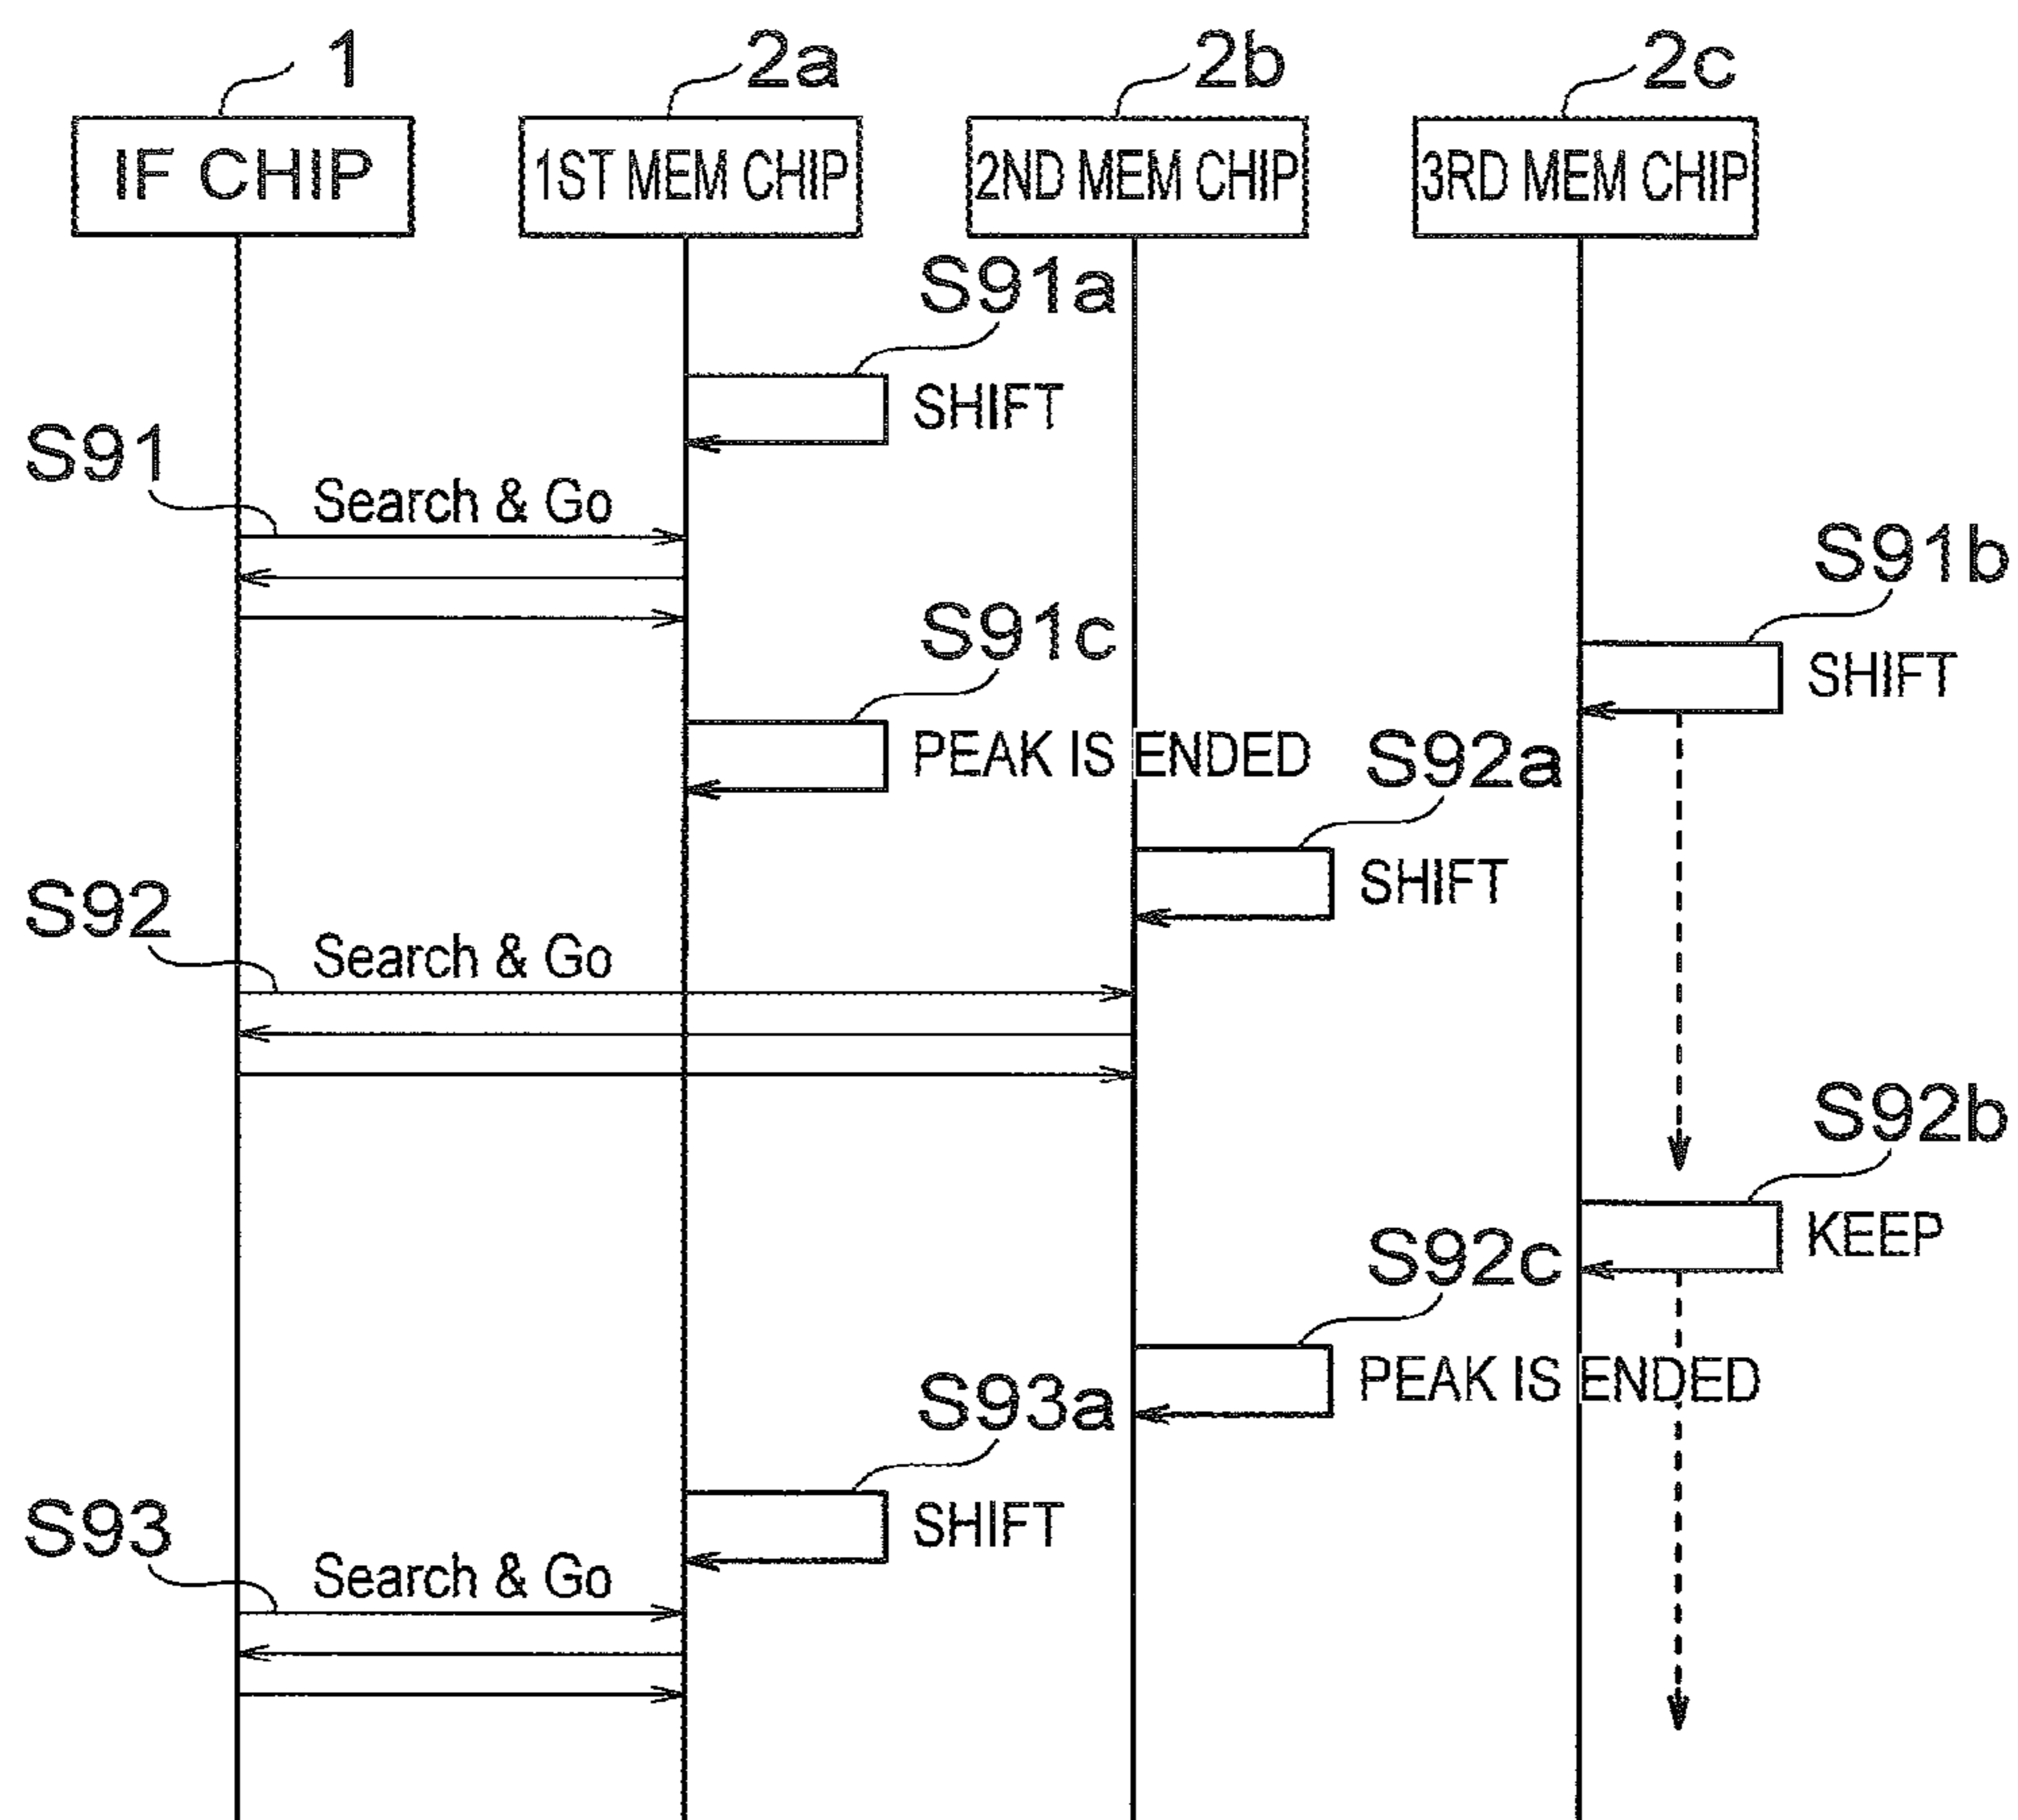 1 2a 2b 2c
IF CHIP 1ST MEM CHIP 2ND MEM CHIP 3RD MEM CHIP
S91a
SHIFT
S91
Search & Go
S91b
S91c
SHIFT
PEAK IS ENDED
S92a
SHIFT
S92
Search & Go
S92b
KEEP
S92c
PEAK IS ENDED
S93a
SHIFT
S93
Search & Go